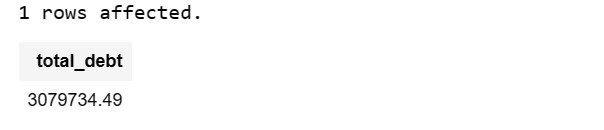 1 rows affected.
total_debt
3079734.49